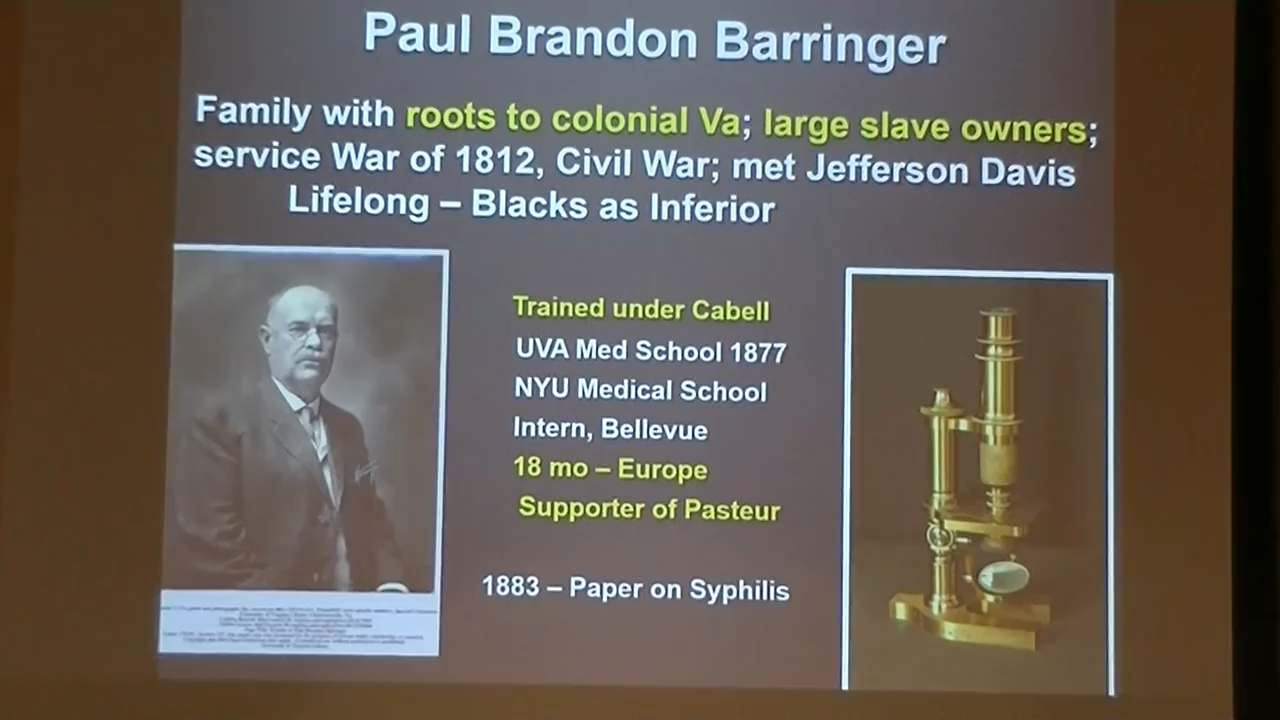 Paul Brandon Barringer
Family with roots to colonial Va; large slave owners;
service War of 1812, Civil War; met Jefferson Davis
Lifelong – Blacks as Inferior
Trained under Cabell
UVA Med School 1877
NYU Medical School
Intern, Bellevue
18 mo – Europe
Supporter of Pasteur
1883 – Paper on Syphilis